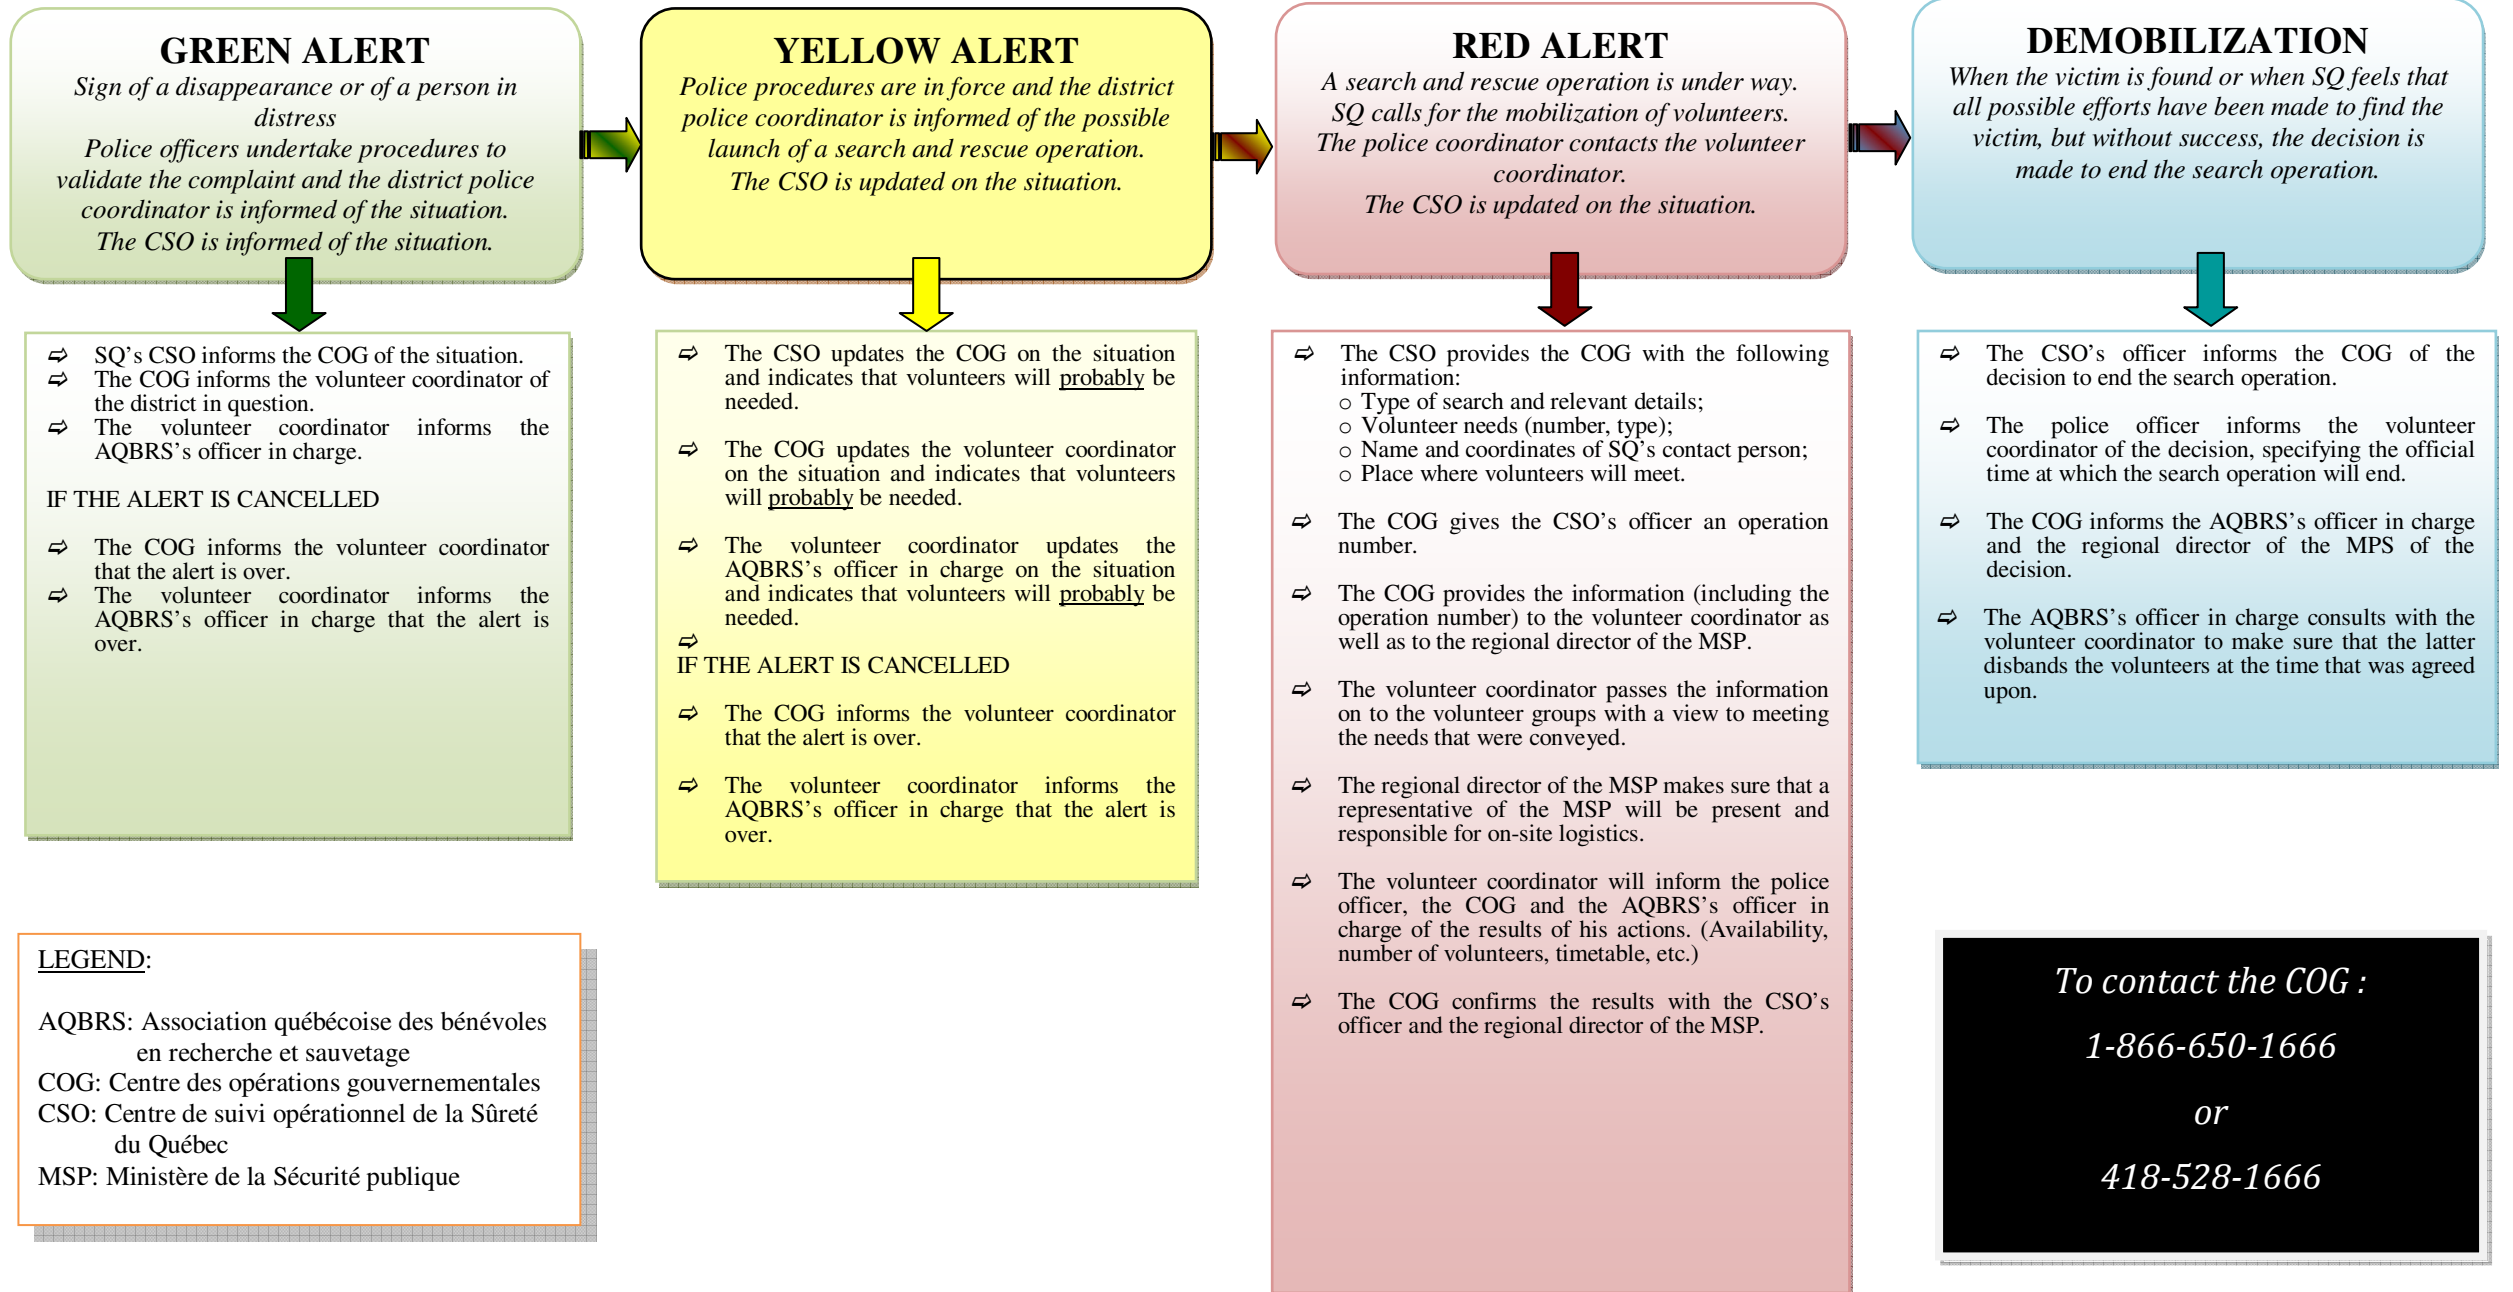 GREEN ALERT
Sign of a disappearance or of a person in
distress
Police officers undertake procedures to
validate the complaint and the district police
coordinator is informed of the situation.
The CSO is informed of the situation.
YELLOW ALERT
Police procedures are in force and the district
police coordinator is informed of the possible
launch of a search and rescue operation.
The CSO is updated on the situation.
RED ALERT
A search and rescue operation is under way.
SQ calls for the mobilization of volunteers.
The police coordinator contacts the volunteer
coordinator.
The CSO is updated on the situation.
DEMOBILIZATION
When the victim is found or when SQ feels that
all possible efforts have been made to find the
victim, but without success, the decision is
made to end the search operation.
⇨ SQ’s CSO informs the COG of the situation.
⇨ The COG informs the volunteer coordinator of
the district in question.
⇨ The volunteer coordinator informs the
AQBRS’s officer in charge.
IF THE ALERT IS CANCELLED
⇨ The COG informs the volunteer coordinator
that the alert is over.
⇨ The volunteer coordinator informs the
AQBRS’s officer in charge that the alert is
over.
⇨ The CSO updates the COG on the situation
and indicates that volunteers will probably be
needed.
⇨ The COG updates the volunteer coordinator
on the situation and indicates that volunteers
will probably be needed.
⇨ The volunteer coordinator updates the
AQBRS’s officer in charge on the situation
and indicates that volunteers will probably be
needed.
⇨
IF THE ALERT IS CANCELLED
⇨ The COG informs the volunteer coordinator
that the alert is over.
⇨ The volunteer coordinator informs the
AQBRS’s officer in charge that the alert is
over.
⇨ The CSO provides the COG with the following
information:
o Type of search and relevant details;
o Volunteer needs (number, type);
o Name and coordinates of SQ’s contact person;
o Place where volunteers will meet.
⇨ The COG gives the CSO’s officer an operation
number.
⇨ The COG provides the information (including the
operation number) to the volunteer coordinator as
well as to the regional director of the MSP.
⇨ The volunteer coordinator passes the information
on to the volunteer groups with a view to meeting
the needs that were conveyed.
⇨ The regional director of the MSP makes sure that a
representative of the MSP will be present and
responsible for on-site logistics.
⇨ The volunteer coordinator will inform the police
officer, the COG and the AQBRS’s officer in
charge of the results of his actions. (Availability,
number of volunteers, timetable, etc.)
⇨ The COG confirms the results with the CSO’s
officer and the regional director of the MSP.
⇨ The CSO’s officer informs the COG of the
decision to end the search operation.
⇨ The police officer informs the volunteer
coordinator of the decision, specifying the official
time at which the search operation will end.
⇨ The COG informs the AQBRS’s officer in charge
and the regional director of the MPS of the
decision.
⇨ The AQBRS’s officer in charge consults with the
volunteer coordinator to make sure that the latter
disbands the volunteers at the time that was agreed
upon.
LEGEND:
AQBRS: Association québécoise des bénévoles
en recherche et sauvetage
COG: Centre des opérations gouvernementales
CSO: Centre de suivi opérationnel de la Sûreté
du Québec
MSP: Ministère de la Sécurité publique
To contact the COG :
1-866-650-1666
or
418-528-1666